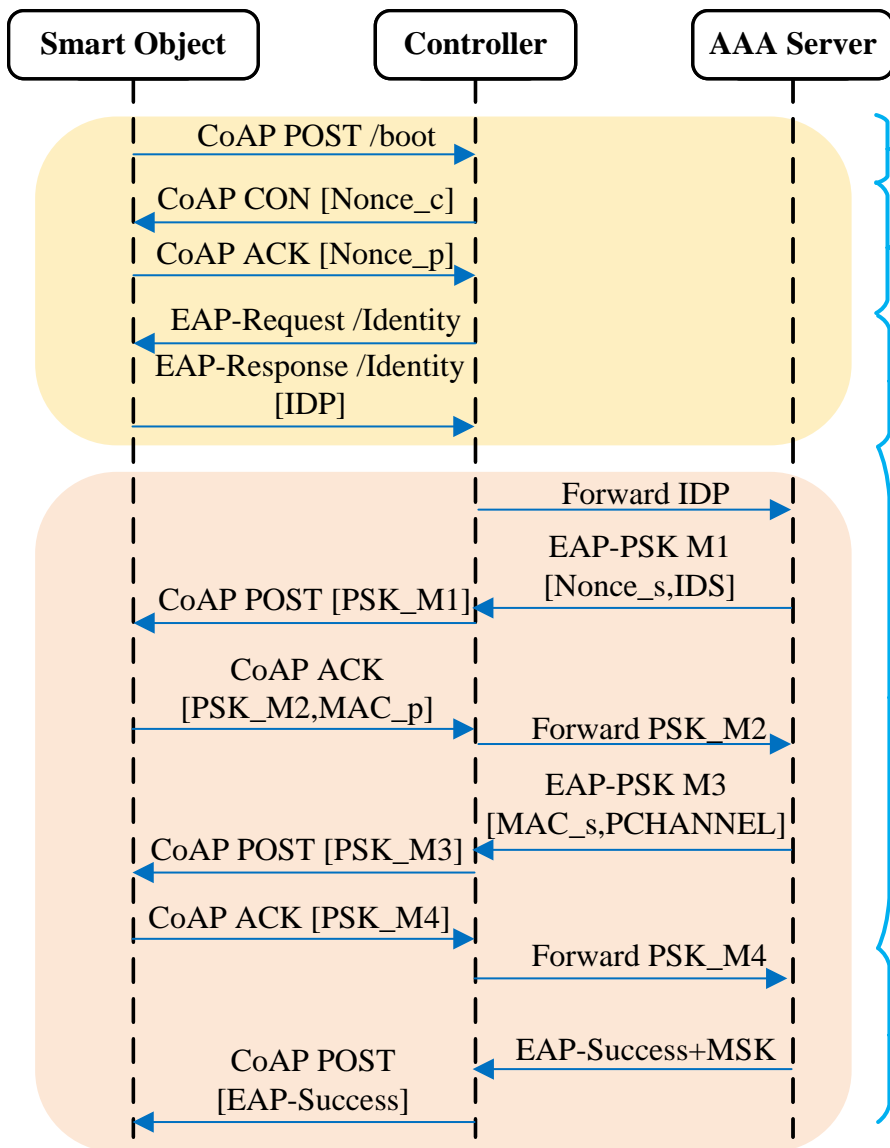 Smart Object
Controller
AAA Server
CoAP POST /boot
CoAP CON [Nonce_c]
CoAP ACK [Nonce_p]
EAP-Request /Identity
EAP-Response /Identity
[IDP]
Forward IDP
EAP-PSK M1
[Nonce_s,IDS]
CoAP POST [PSK_M1]
CoAP ACK
[PSK_M2,MAC_p]
Forward PSK_M2
EAP-PSK M3
[MAC_s,PCHANNEL]
CoAP POST [PSK_M3]
CoAP ACK [PSK_M4]
Forward PSK_M4
EAP-Success+MSK
CoAP POST
[EAP-Success]